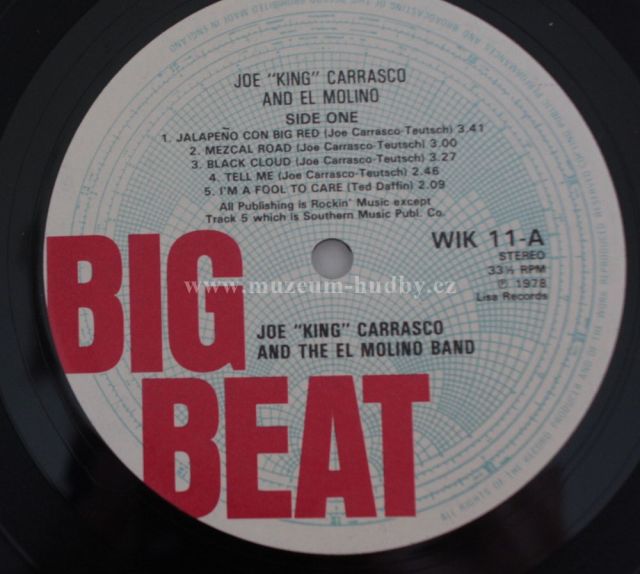 JOE "KING" CARRASCO
AND EL MOLINO
SIDE ONE
1. JALAPEÑO CON BIG RED (Joe Carrasco-Teutsch) 3.41
2. MEZCAL ROAD (Joe Carrasco-Teutsch) 3.00
3. BLACK CLOUD (Joe Carrasco-Teutsch) 3.27
4. TELL ME (Joe Carrasco-Teutsch) 2.46
5. I'M A FOOL TO CARE (Ted Daffin) 2.09
All Publishing is Rockin' Music except
Track 5 which is Southern Music Publ. Co.
WIK 11-A
STEREO
33⅓ RPM
℗ 1978
Lisa Records
www.muzeum-hudby.cz
JOE "KING" CARRASCO
AND THE EL MOLINO BAND
BIG
BEAT
PROHIBITED MADE IN ENGLAND